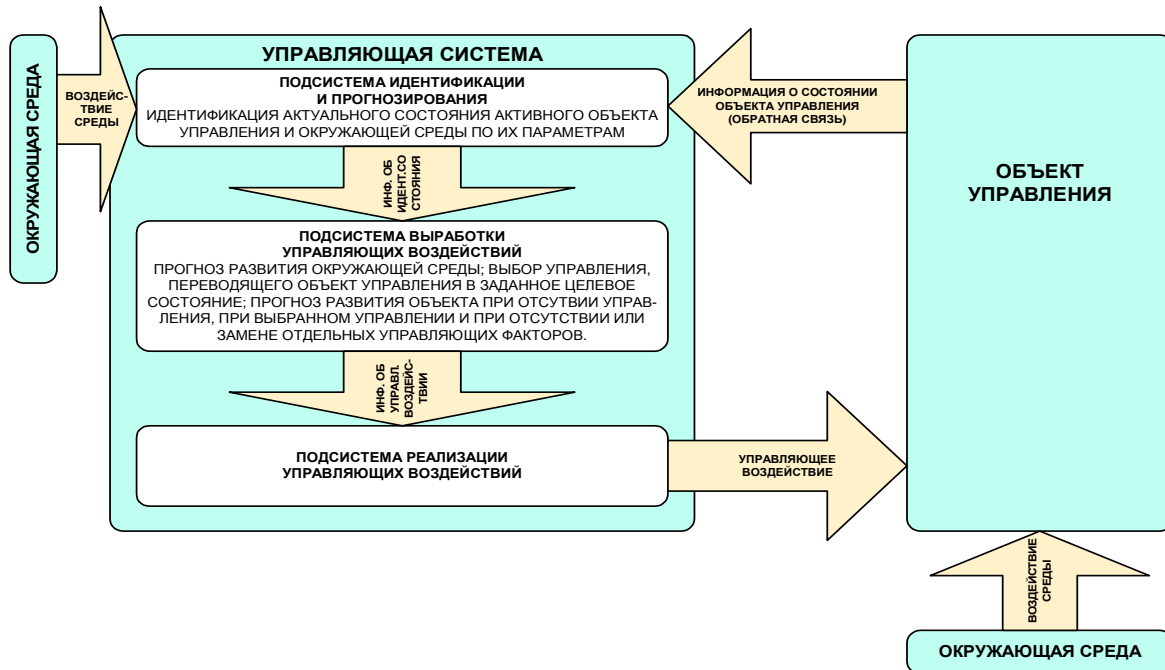 ОКРУЖАЮЩАЯ СРЕДА
ВОЗДЕЙС-
ТВИЕ
СРЕДЫ
УПРАВЛЯЮЩАЯ СИСТЕМА
ПОДСИСТЕМА ИДЕНТИФИКАЦИИ
И ПРОГНОЗИРОВАНИЯ
ИДЕНТИФИКАЦИЯ АКТУАЛЬНОГО СОСТОЯНИЯ АКТИВНОГО ОБЪЕКТА
УПРАВЛЕНИЯ И ОКРУЖАЮЩЕЙ СРЕДЫ ПО ИХ ПАРАМЕТРАМ
ИНФ. ОБ
ИДЕНТ.СО
СТОЯНИЯ
ПОДСИСТЕМА ВЫРАБОТКИ
УПРАВЛЯЮЩИХ ВОЗДЕЙСТВИЙ
ПРОГНОЗ РАЗВИТИЯ ОКРУЖАЮЩЕЙ СРЕДЫ; ВЫБОР УПРАВЛЕНИЯ,
ПЕРЕВОДЯЩЕГО ОБЪЕКТ УПРАВЛЕНИЯ В ЗАДАННОЕ ЦЕЛЕВОЕ
СОСТОЯНИЕ; ПРОГНОЗ РАЗВИТИЯ ОБЪЕКТА ПРИ ОТСУТВИИ УПРАВ-
ЛЕНИЯ, ПРИ ВЫБРАННОМ УПРАВЛЕНИИ И ПРИ ОТСУТСТВИИ ИЛИ
ЗАМЕНЕ ОТДЕЛЬНЫХ УПРАВЛЯЮЩИХ ФАКТОРОВ.
ИНФ. ОБ
УПРАВЛ.
ВОЗДЕЙС-
ТВИИ
ПОДСИСТЕМА РЕАЛИЗАЦИИ
УПРАВЛЯЮЩИХ ВОЗДЕЙСТВИЙ
ИНФОРМАЦИЯ О СОСТОЯНИИ
ОБЪЕКТА УПРАВЛЕНИЯ
(ОБРАТНАЯ СВЯЗЬ)
УПРАВЛЯЮЩЕЕ
ВОЗДЕЙСТВИЕ
ОБЪЕКТ
УПРАВЛЕНИЯ
ВОЗДЕЙСТВИЕ
СРЕДЫ
ОКРУЖАЮЩАЯ СРЕДА